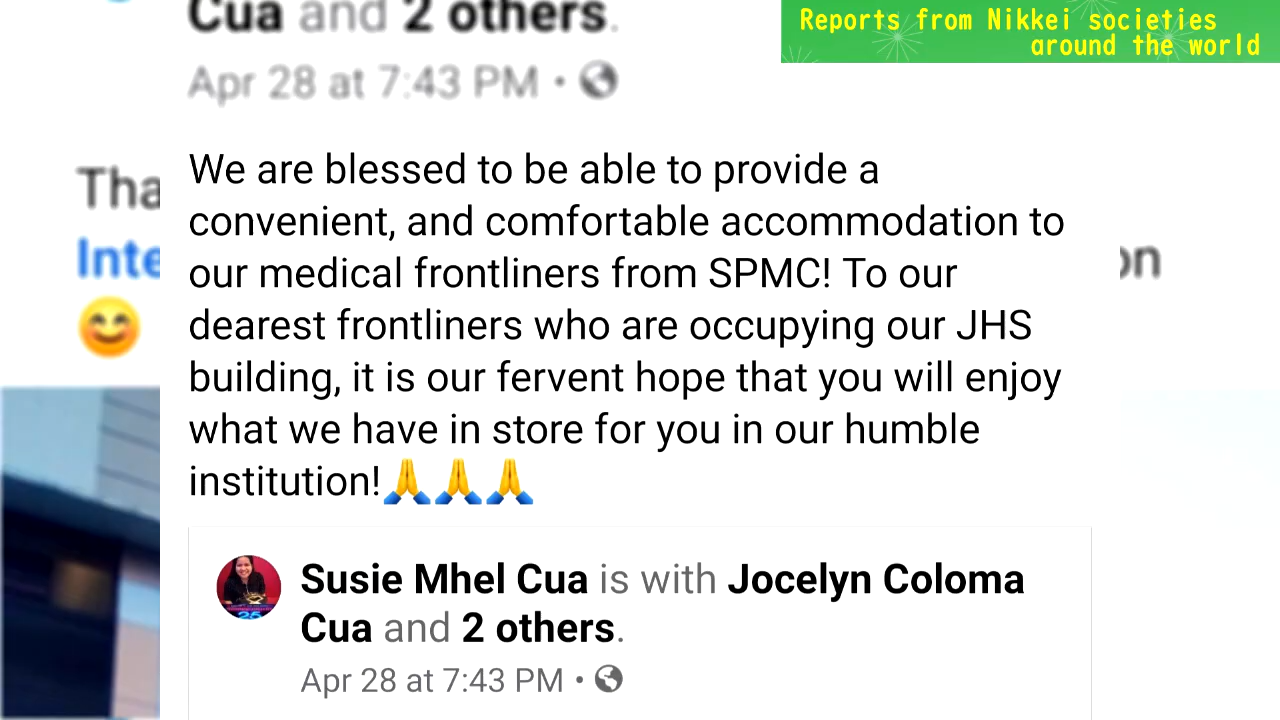 Cua and 2 others.
Apr 28 at 7:43 PM •
Reports from Nikkei societies
around the world
We are blessed to be able to provide a
convenient, and comfortable accommodation to
our medical frontliners from SPMC! To our
dearest frontliners who are occupying our JHS
building, it is our fervent hope that you will enjoy
what we have in store for you in our humble
institution!🙏🙏🙏
Susie Mhel Cua is with Jocelyn Coloma
Cua and 2 others.
Apr 28 at 7:43 PM •